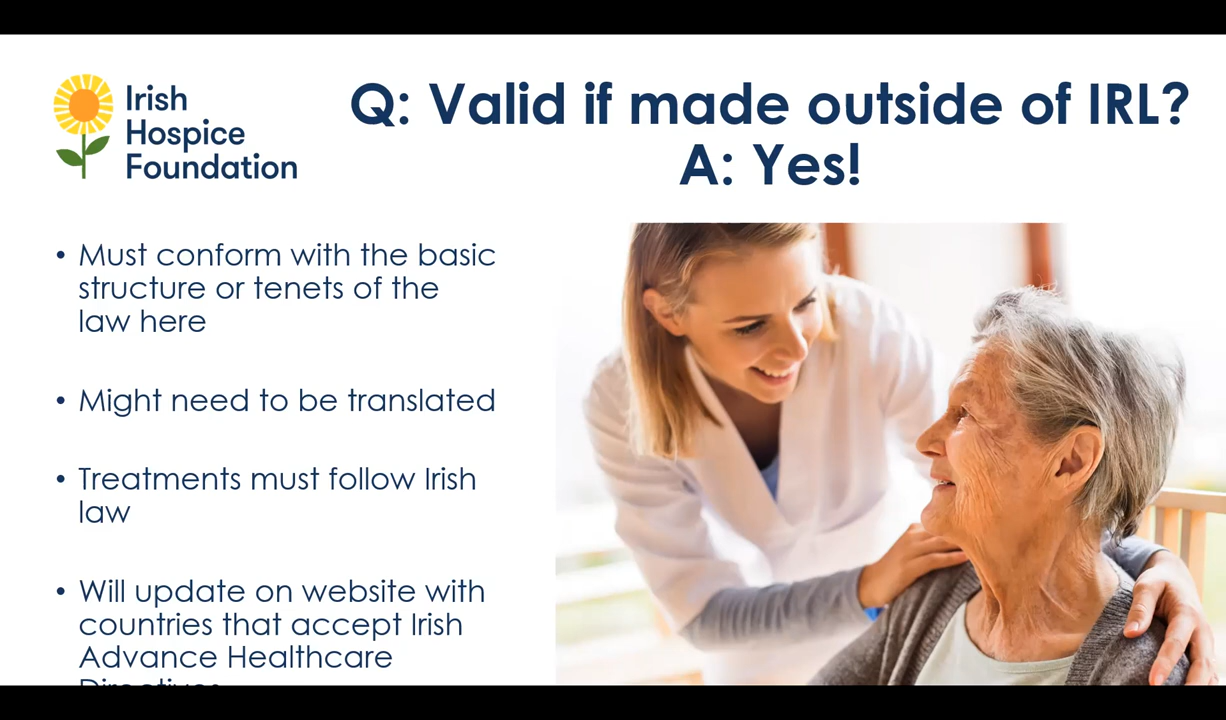 Irish
Hospice
Foundation
Q: Valid if made outside of IRL?
A: Yes!
• Must conform with the basic
structure or tenets of the
law here
• Might need to be translated
• Treatments must follow Irish
law
• Will update on website with
countries that accept Irish
Advance Healthcare
Directives